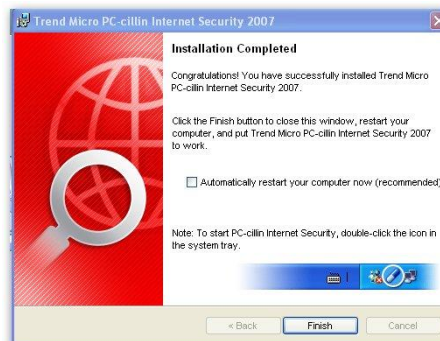 Trend Micro PC-cillin Internet Security 2007
Installation Completed
Congratulations! You have successfully installed Trend Micro
PC-cillin Internet Security 2007.
Click the Finish button to close this window, restart your
computer, and put Trend Micro PC-cillin Internet Security 2007
to work.
Automatically restart your computer now (recommended)
Note: To start PC-cillin Internet Security, double-click the icon in
the system tray.
< Back
Finish
Cancel